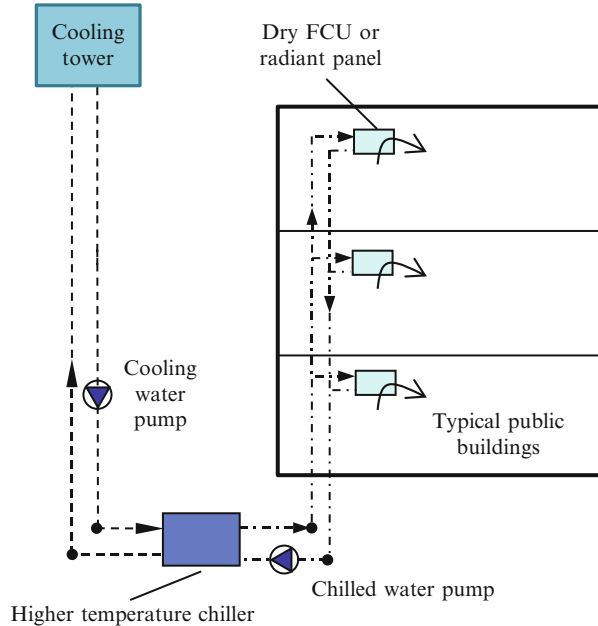 Cooling
tower
Dry FCU or
radiant panel
Cooling
water
pump
Typical public
buildings
Chilled water pump
Higher temperature chiller